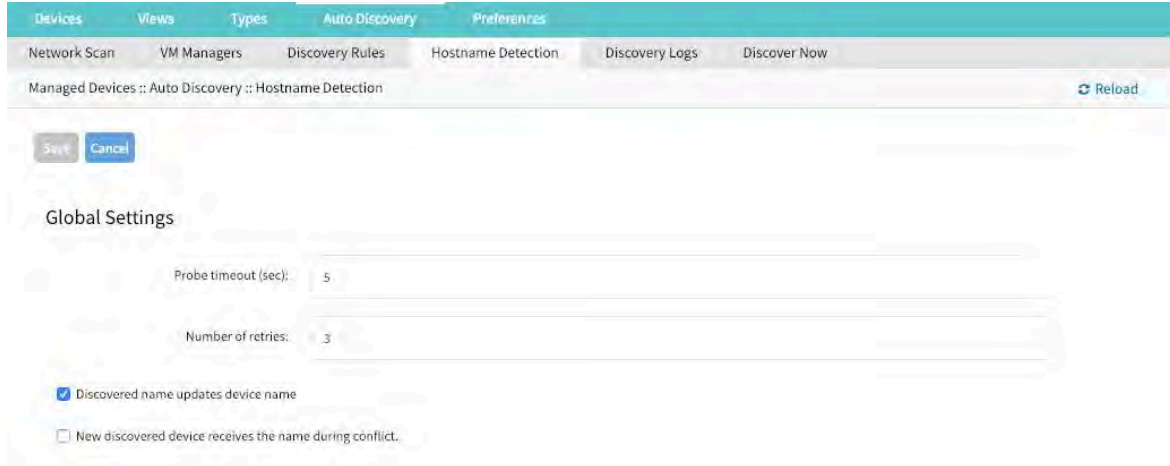 Devices Views Types Auto Discovery Preferences
Network Scan VM Managers Discovery Rules Hostname Detection Discovery Logs Discover Now
Managed Devices :: Auto Discovery :: Hostname Detection Reload
Save Cancel
Global Settings
Probe timeout (sec): 5
Number of retries: 3
Discovered name updates device name
New discovered device receives the name during conflict.